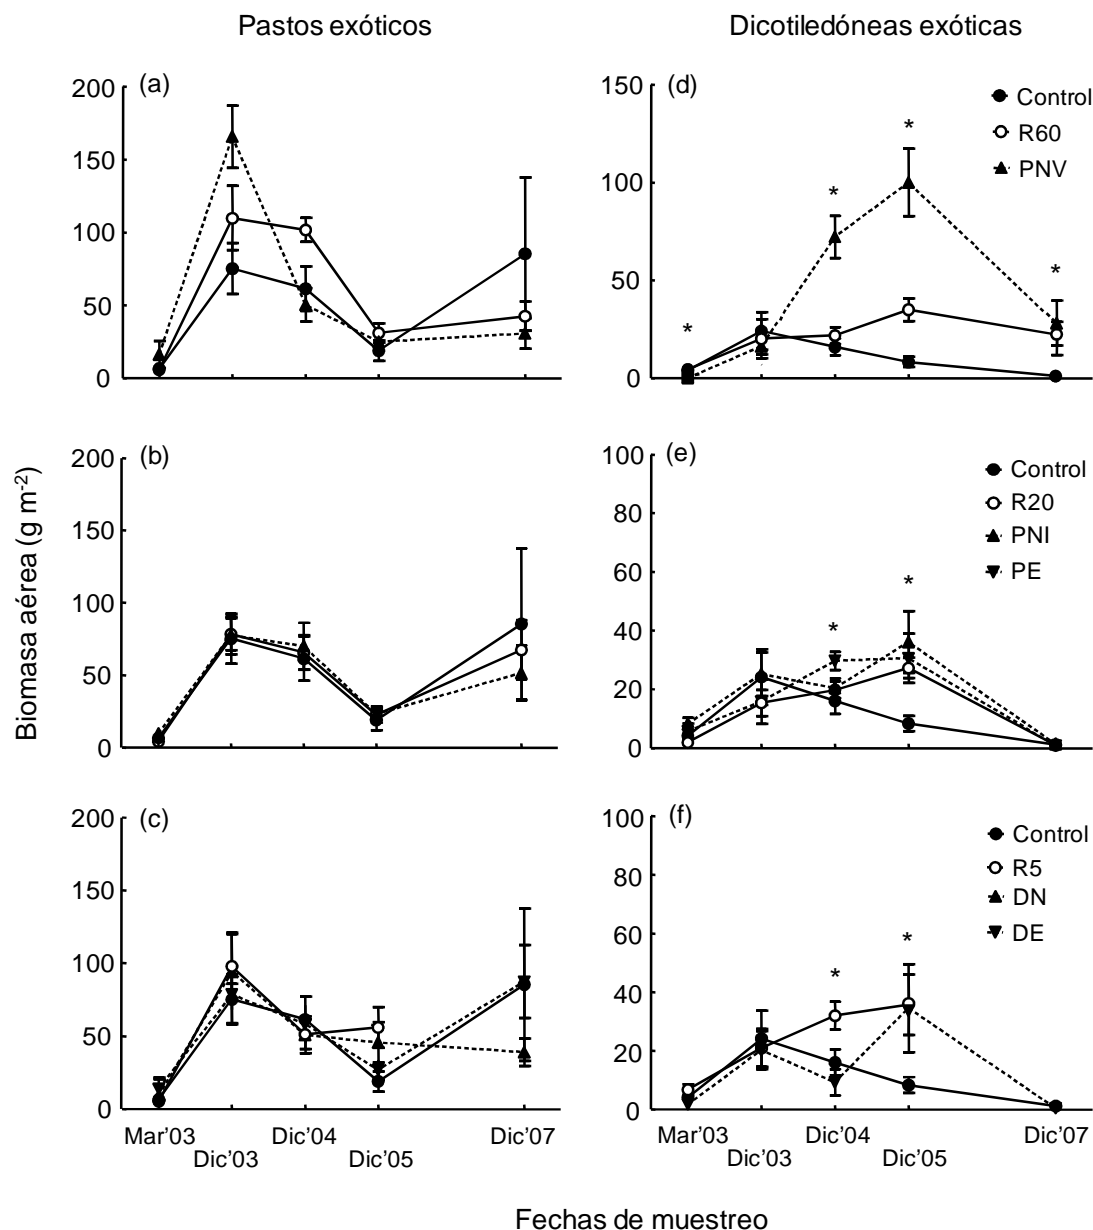 Pastos exóticos
Dicotiledóneas exóticas
Biomasa aérea (g m-2)
(a)
200
150
100
50
0
(d)
150
100
50
0
* * * *
Control
R60
PNV
(b)
200
150
100
50
0
(e)
100
80
60
40
20
0
* *
Control
R20
PNI
PE
(c)
200
150
100
50
0
Mar'03 Dic'04 Dic'07
Dic'03 Dic'05
(f)
100
80
60
40
20
0
* *
Control
R5
DN
DE
Mar'03 Dic'04 Dic'07
Dic'03 Dic'05
Fechas de muestreo